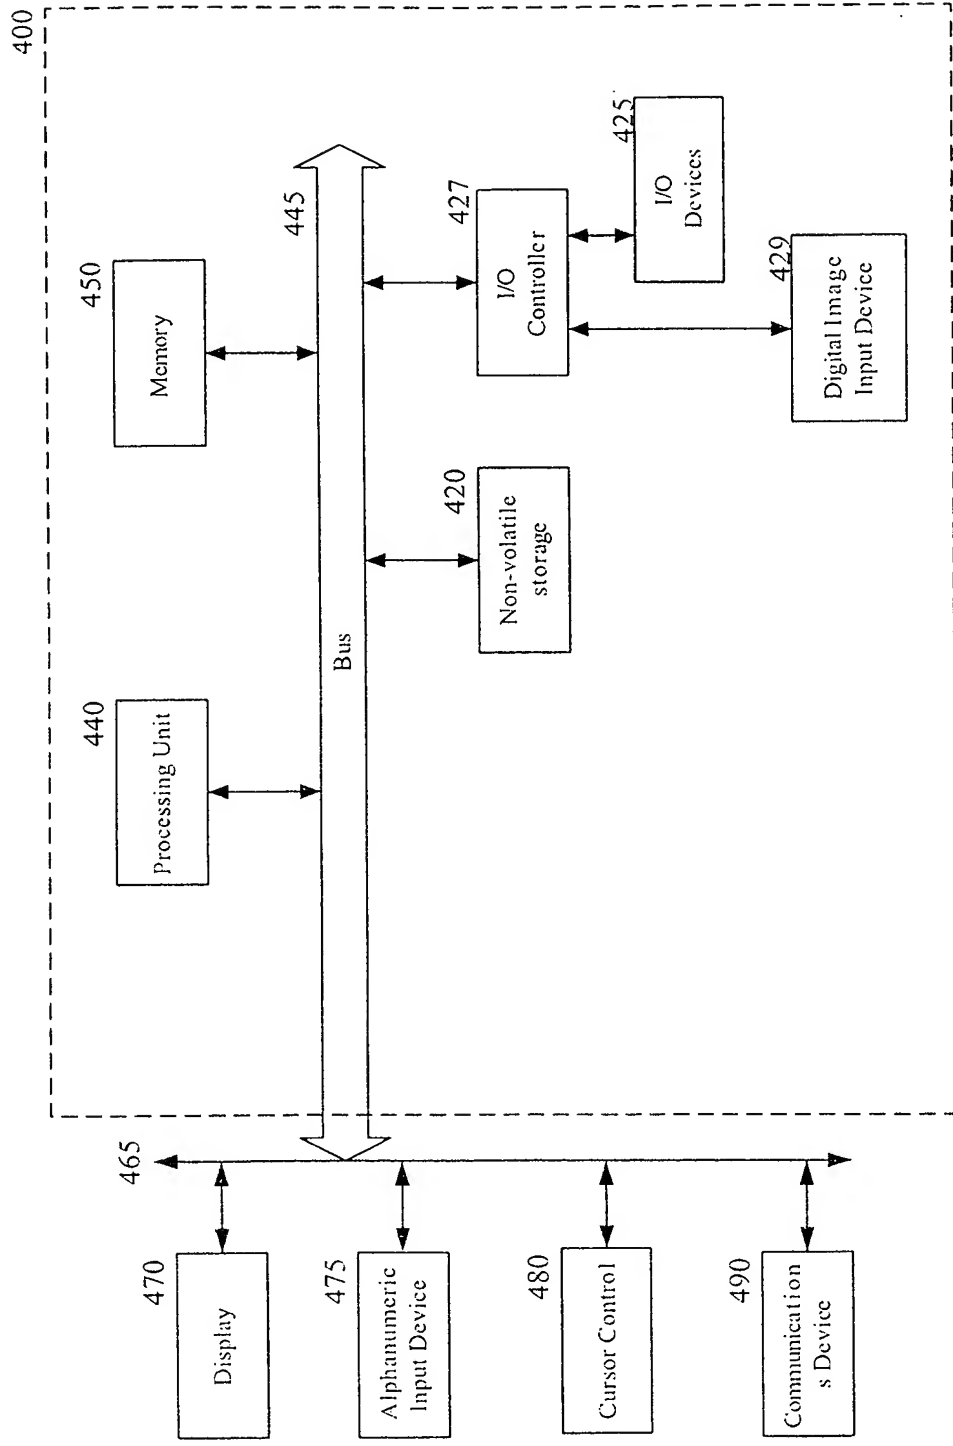 400
470
Display
475
Alphanumeric
Input Device
480
Cursor Control
490
Communication
s Device
465
440
Processing Unit
450
Memory
445
Bus
420
Non-volatile
storage
427
I/O
Controller
425
I/O
Devices
429
Digital Image
Input Device